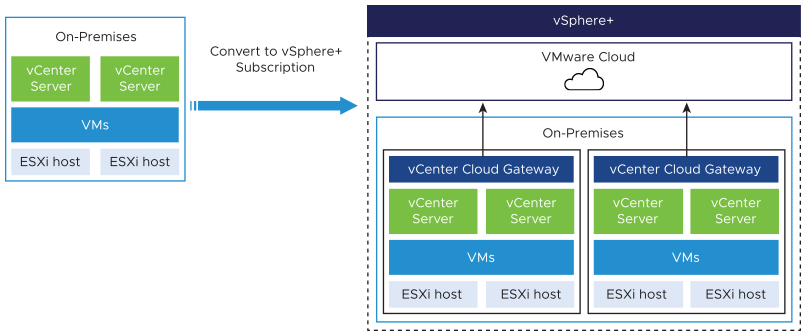 On-Premises
vCenter
Server
vCenter
Server
VMs
ESXi host
ESXi host
Convert to vSphere+
Subscription
vSphere+
VMware Cloud
On-Premises
vCenter Cloud Gateway
vCenter
Server
vCenter
Server
VMs
ESXi host
ESXi host
vCenter Cloud Gateway
vCenter
Server
vCenter
Server
VMs
ESXi host
ESXi host